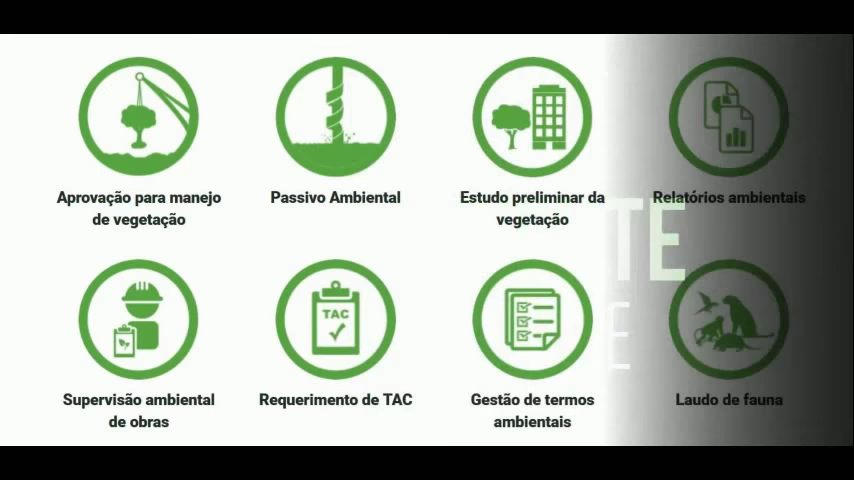 Aprovação para manejo
de vegetação
Passivo Ambiental
Estudo preliminar da
vegetação
Relatórios ambientais
TE
E
Supervisão ambiental
de obras
TAC
Requerimento de TAC
Gestão de termos
ambientais
Laudo de fauna